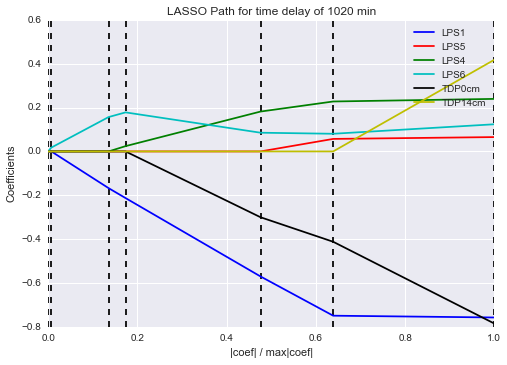 LASSO Path for time delay of 1020 min
0.6
0.4
0.2
0.0
−0.2
−0.4
−0.6
−0.8
Coefficients
LPS1
LPS5
LPS4
LPS6
TDP0cm
TDP14cm
0.0 0.2 0.4 0.6 0.8 1.0
|coef| / max|coef|